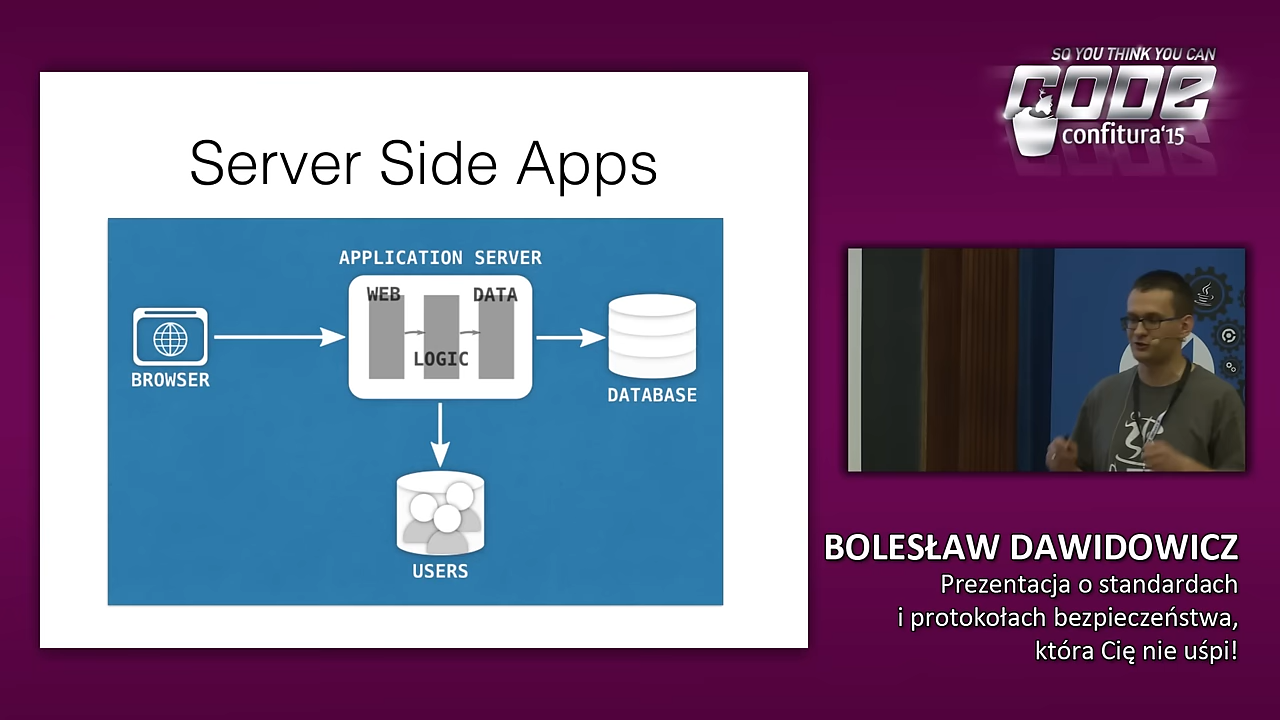 SO YOU THINK YOU CAN
CODE
confitura'15
Server Side Apps
APPLICATION SERVER
WEB
DATA
LOGIC
BROWSER
DATABASE
USERS
BOLESŁAW DAWIDOWICZ
Prezentacja o standardach
i protokołach bezpieczeństwa,
która Cię nie uśpi!